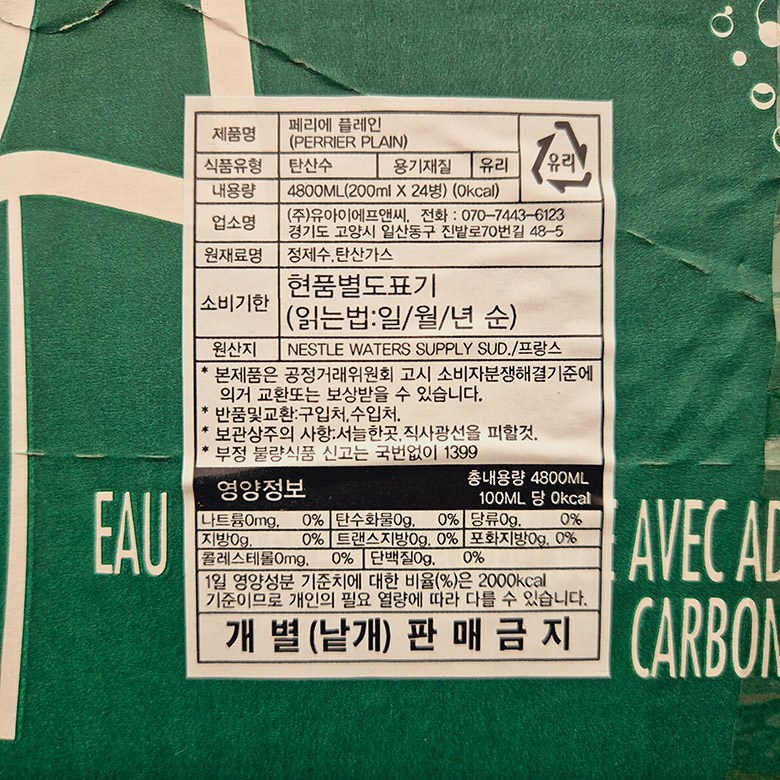 제품명 페리에 플레인
(PERRIER PLAIN)
유리
식품유형 탄산수 용기재질 유리
내용량 4800ML(200ml X 24병) (0kcal)
업소명 (주)유아이에프앤씨, 전화 : 070-7443-6123
경기도 고양시 일산동구 진밭로70번길 48-5
원재료명 정제수,탄산가스
소비기한 현품별도표기
(읽는법:일/월/년 순)
원산지 NESTLE WATERS SUPPLY SUD./프랑스
* 본제품은 공정거래위원회 고시 소비자분쟁해결기준에
의거 교환또는 보상받을 수 있습니다.
* 반품및교환:구입처,수입처.
* 보관상주의 사항:서늘한곳,직사광선을 피할것.
* 부정 불량식품 신고는 국번없이 1399
영양정보 총내용량 4800ML
100ML 당 0kcal
나트륨0mg, 0% 탄수화물0g, 0% 당류0g, 0%
지방0g, 0% 트랜스지방0g, 0% 포화지방0g, 0%
콜레스테롤0mg, 0% 단백질0g, 0%
1일 영양성분 기준치에 대한 비율(%)은 2000kcal
기준이므로 개인의 필요 열량에 따라 다를 수 있습니다.
개별(낱개) 판매금지
EAU AVEC AD
CARBON